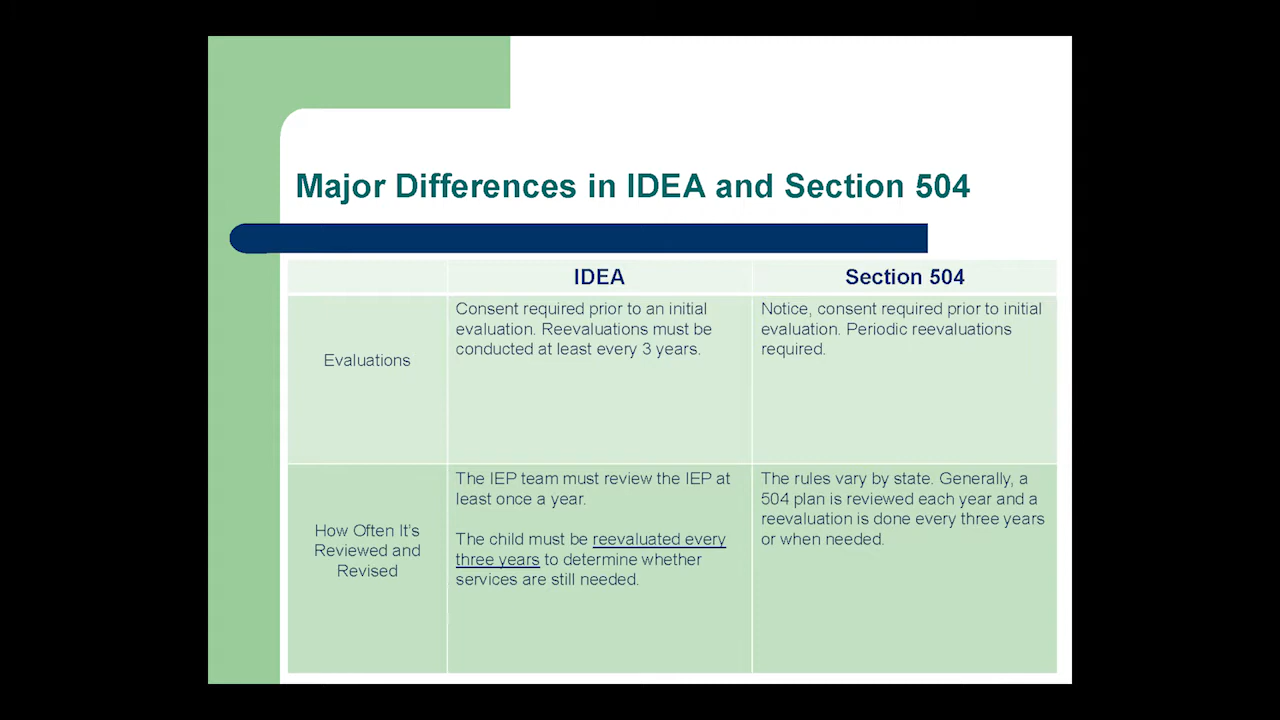 Major Differences in IDEA and Section 504
IDEA
Section 504
Evaluations
Consent required prior to an initial
evaluation. Reevaluations must be
conducted at least every 3 years.
Notice, consent required prior to initial
evaluation. Periodic reevaluations
required.
How Often It's
Reviewed and
Revised
The IEP team must review the IEP at
least once a year.
The child must be reevaluated every
three years to determine whether
services are still needed.
The rules vary by state. Generally, a
504 plan is reviewed each year and a
reevaluation is done every three years
or when needed.